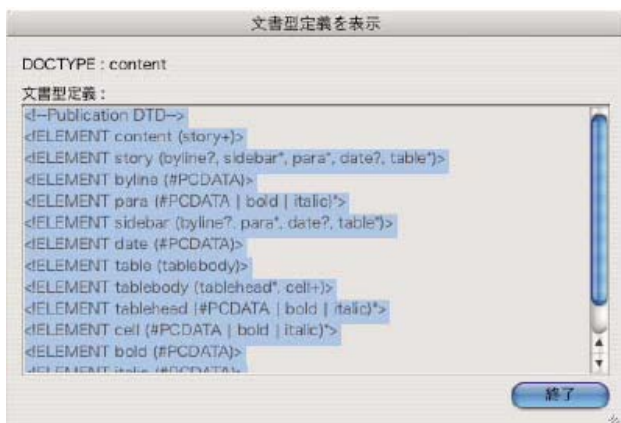 文書型定義を表示
DOCTYPE : content
文書型定義 :
<!--Publication DTD-->
<!ELEMENT content (story+)>
<!ELEMENT story (byline?, sidebar*, para*, date?, table*)>
<!ELEMENT byline (#PCDATA)>
<!ELEMENT para (#PCDATA | bold | italic)*>
<!ELEMENT sidebar (byline?, para*, date?, table*)>
<!ELEMENT date (#PCDATA)>
<!ELEMENT table (tablebody)>
<!ELEMENT tablebody (tablehead*, cell+)>
<!ELEMENT tablehead (#PCDATA | bold | italic)*>
<!ELEMENT cell (#PCDATA | bold | italic)*>
<!ELEMENT bold (#PCDATA)>
<!ELEMENT italic (#PCDATA)>
終了